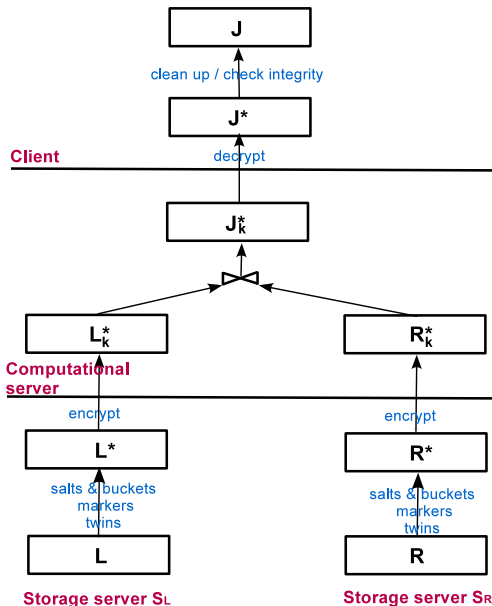 J
clean up / check integrity
J*
Client
decrypt
J*k
L*k
R*k
Computational
server
encrypt
encrypt
L*
R*
salts & buckets
markers
twins
salts & buckets
markers
twins
L
R
Storage server SL
Storage server SR